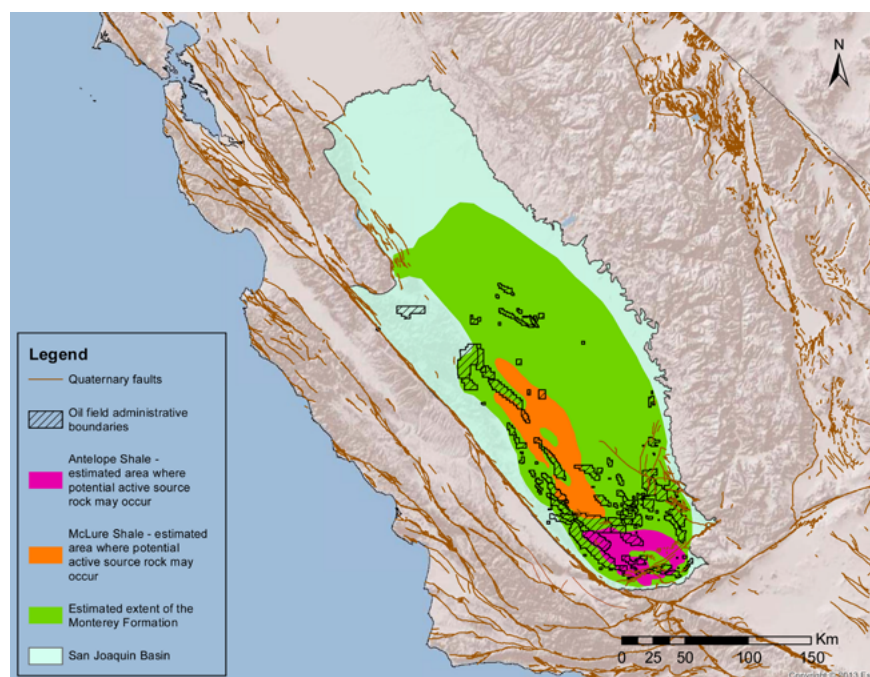 N
Legend
Quaternary faults
Oil field administrative
boundaries
Antelope Shale -
estimated area where
potential active source
rock may occur
McLure Shale - estimated
area where potential
active source rock may
occur
Estimated extent of the
Monterey Formation
San Joaquin Basin
Km
0 25 50 100 150
Copyright © 2013